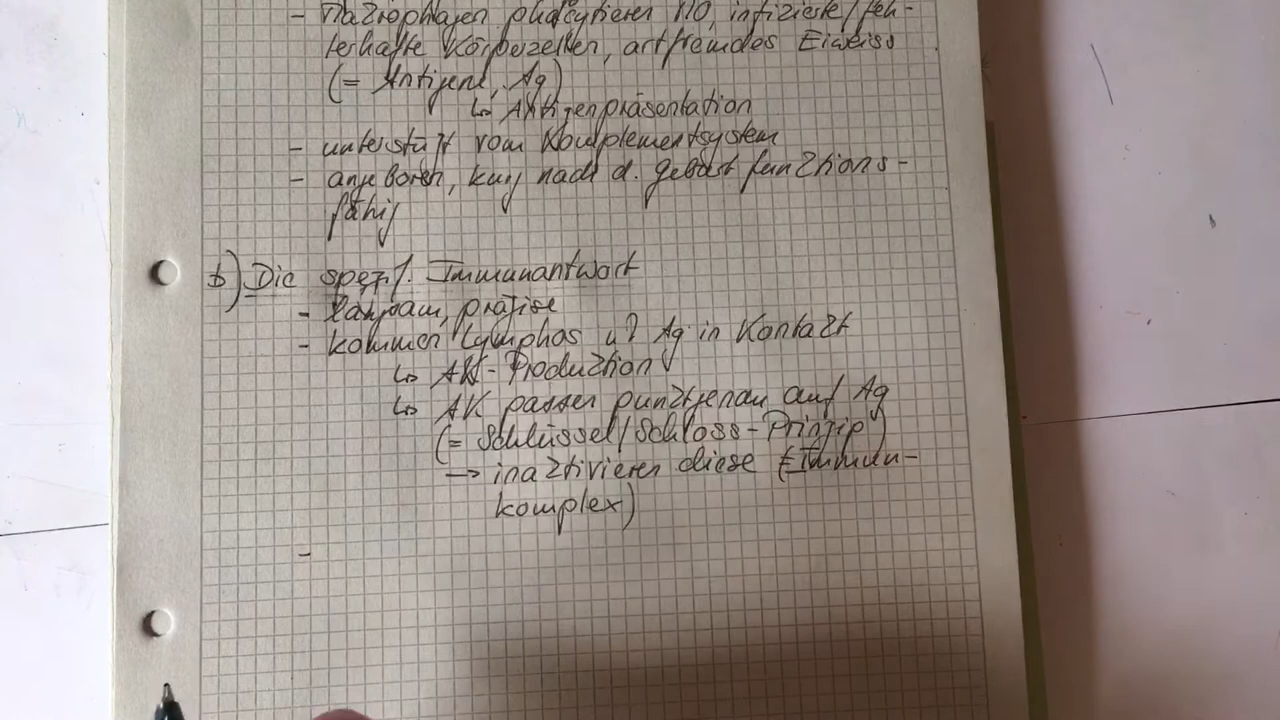 - Makrophagen phagozytieren MO, infizierte/feh-
lerhafte Körperzellen, artfremdes Eiweiss
(= Antigene, Ag)
↳ Antigenpräsentation
- unterstützt vom Komplementsystem
- angeboren, kurz nach d. Geburt funktions-
fähig
b) Die spezif. Immunantwort
- langsam, präzise
- kommen Lymphos Ag in Kontakt
↳ AK-Produktion
↳ AK passen punktgenau auf Ag
(= Schlüssel/Schloss-Prinzip)
→ inaktivieren diese (Immun-
komplex)
-